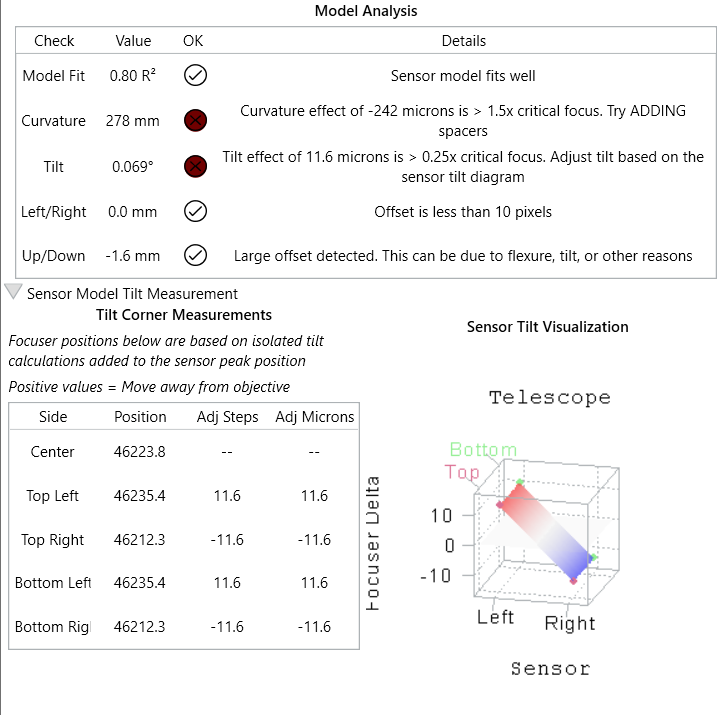 Model Analysis
Check Value OK Details
Model Fit 0.80 R² Sensor model fits well
Curvature 278 mm Curvature effect of -242 microns is > 1.5x critical focus. Try ADDING
spacers
Tilt 0.069° Tilt effect of 11.6 microns is > 0.25x critical focus. Adjust tilt based on the
sensor tilt diagram
Left/Right 0.0 mm Offset is less than 10 pixels
Up/Down -1.6 mm Large offset detected. This can be due to flexure, tilt, or other reasons
Sensor Model Tilt Measurement
Tilt Corner Measurements
Focuser positions below are based on isolated tilt
calculations added to the sensor peak position
Positive values = Move away from objective
Side Position Adj Steps Adj Microns
Center 46223.8 -- --
Top Left 46235.4 11.6 11.6
Top Right 46212.3 -11.6 -11.6
Bottom Left 46235.4 11.6 11.6
Bottom Rig 46212.3 -11.6 -11.6
Sensor Tilt Visualization
Telescope
Bottom
Top
Focuser Delta
10
0
-10
Left
Right
Sensor